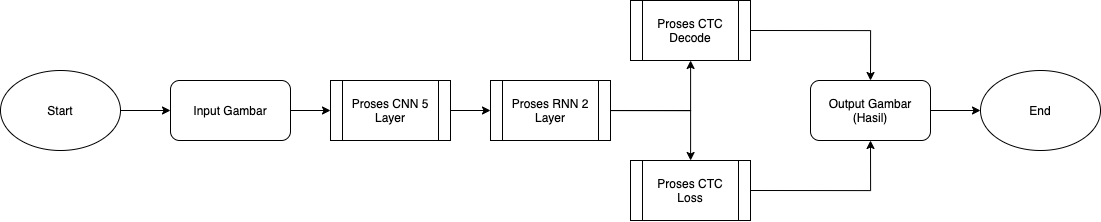 Start
Input Gambar
Proses CNN 5
Layer
Proses RNN 2
Layer
Proses CTC
Decode
Proses CTC
Loss
Output Gambar
(Hasil)
End